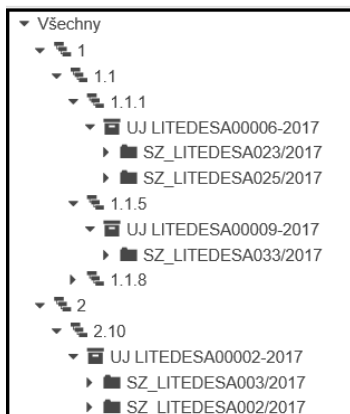 Všechny
1
1.1
1.1.1
UJ LITEDESA00006-2017
SZ_LITEDESA023/2017
SZ_LITEDESA025/2017
1.1.5
UJ LITEDESA00009-2017
SZ_LITEDESA033/2017
1.1.8
2
2.10
UJ LITEDESA00002-2017
SZ_LITEDESA003/2017
SZ_LITEDESA002/2017